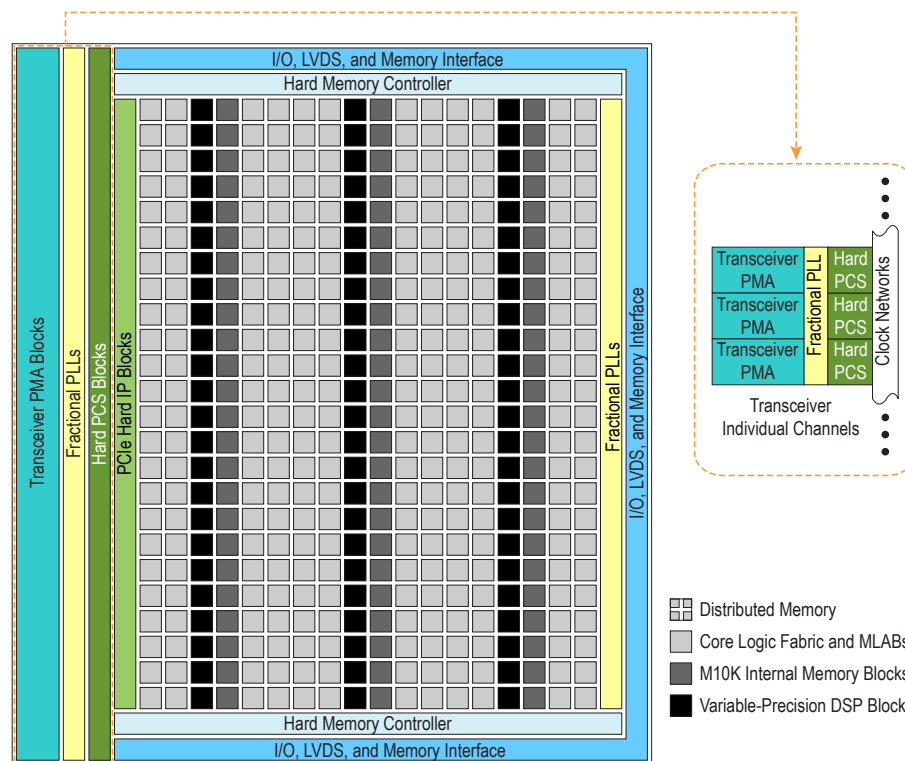 I/O, LVDS, and Memory Interface
Hard Memory Controller
Transceiver PMA Blocks
Fractional PLLs
Hard PCS Blocks
PCIe Hard IP Blocks
Fractional PLLs
I/O, LVDS, and Memory Interface
Hard Memory Controller
I/O, LVDS, and Memory Interface
Transceiver
PMA
Transceiver
PMA
Transceiver
PMA
Fractional PLL
Hard
PCS
Hard
PCS
Hard
PCS
Clock Networks
Transceiver
Individual Channels
Distributed Memory
Core Logic Fabric and MLABs
M10K Internal Memory Blocks
Variable-Precision DSP Block